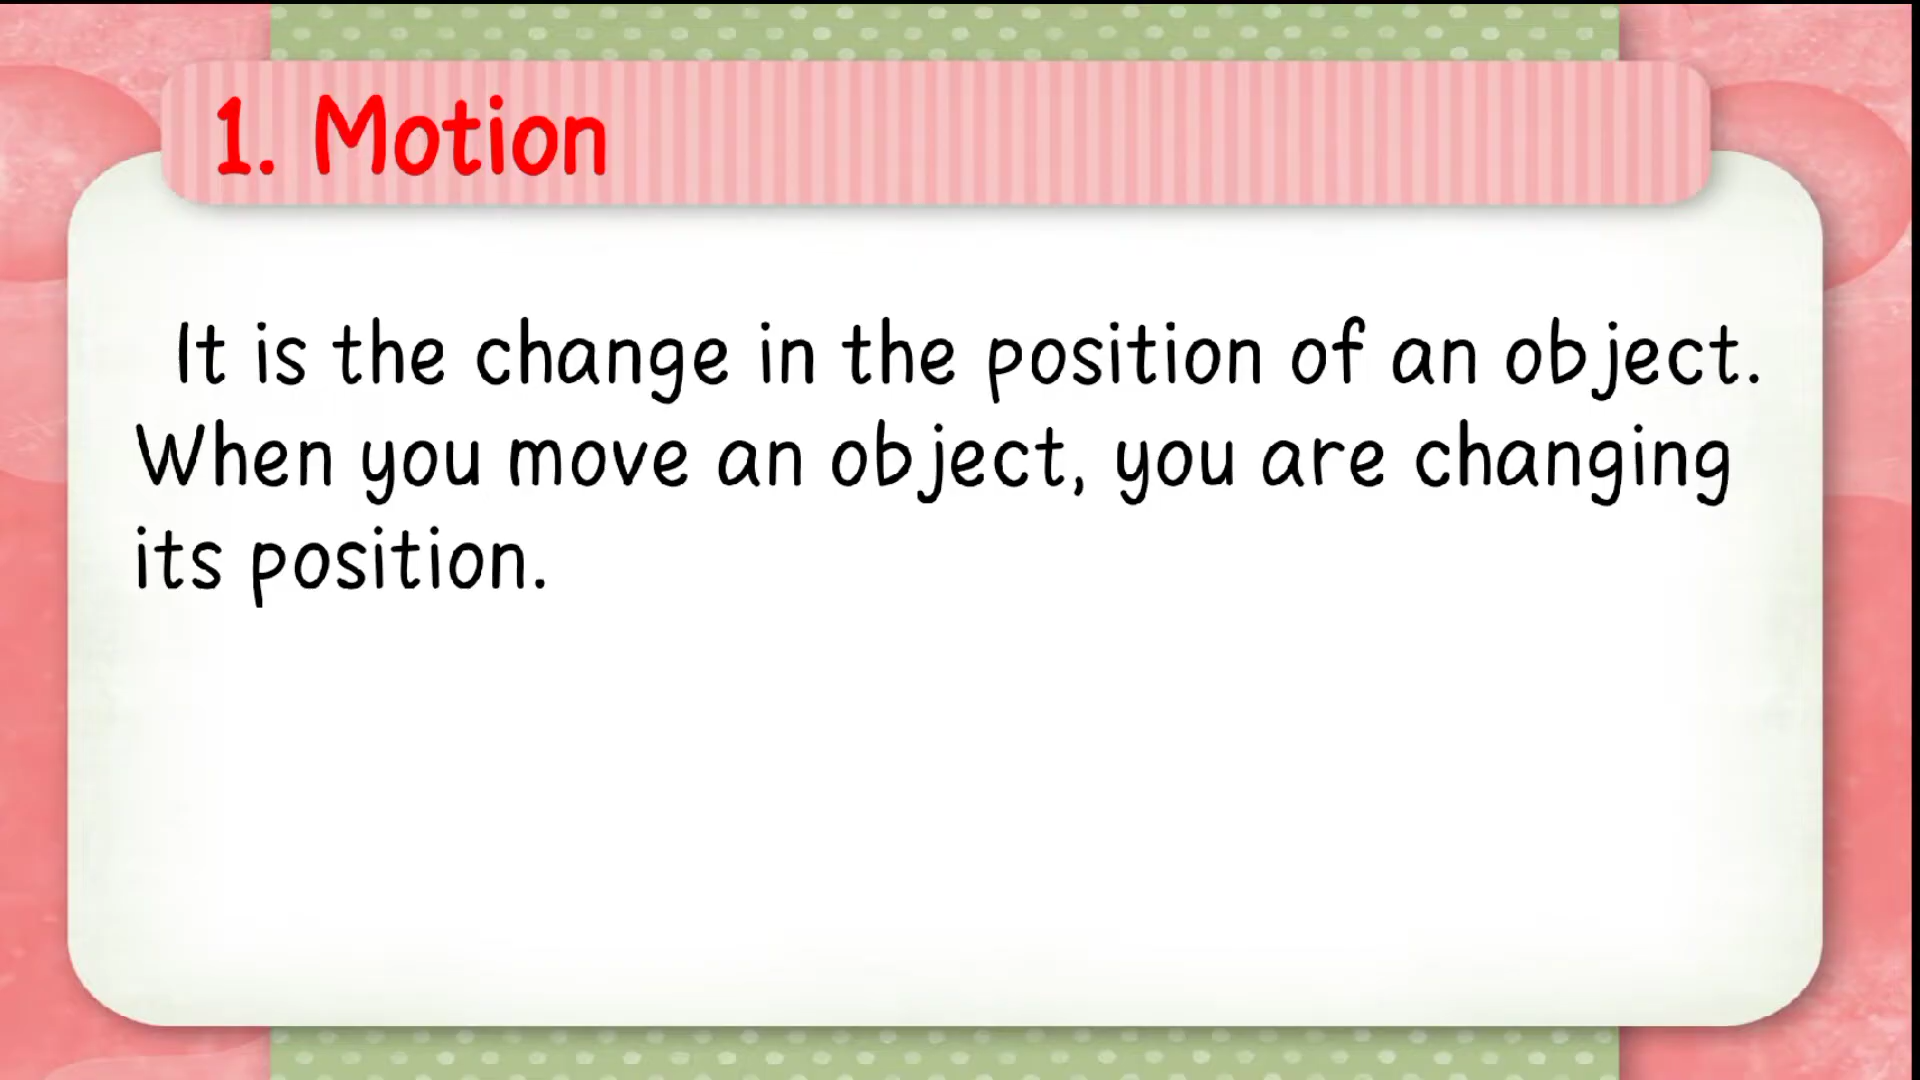 1. Motion
It is the change in the position of an object.
When you move an object, you are changing
its position.